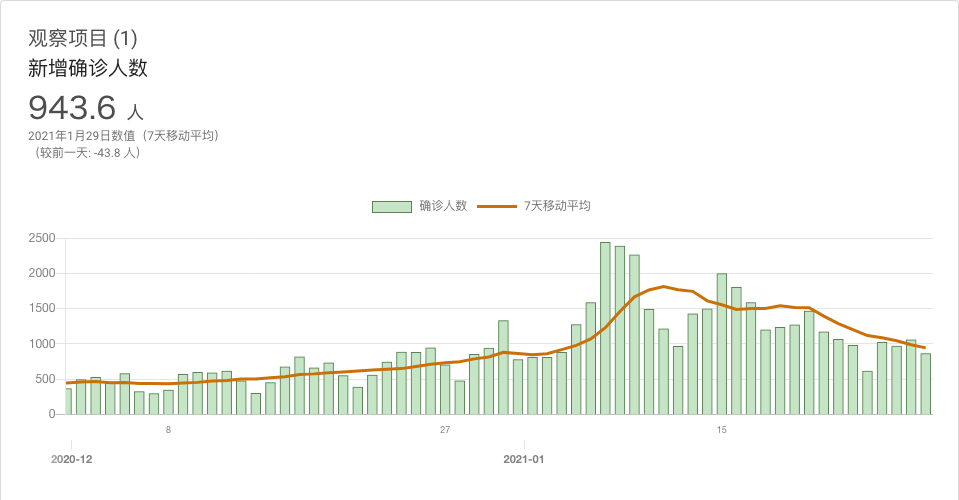 观察项目 (1)
新增确诊人数
943.6 人
2021年1月29日数值（7天移动平均）
（较前一天: -43.8 人）
确诊人数 7天移动平均
2500
2000
1500
1000
500
0
8 27 15
2020-12 2021-01